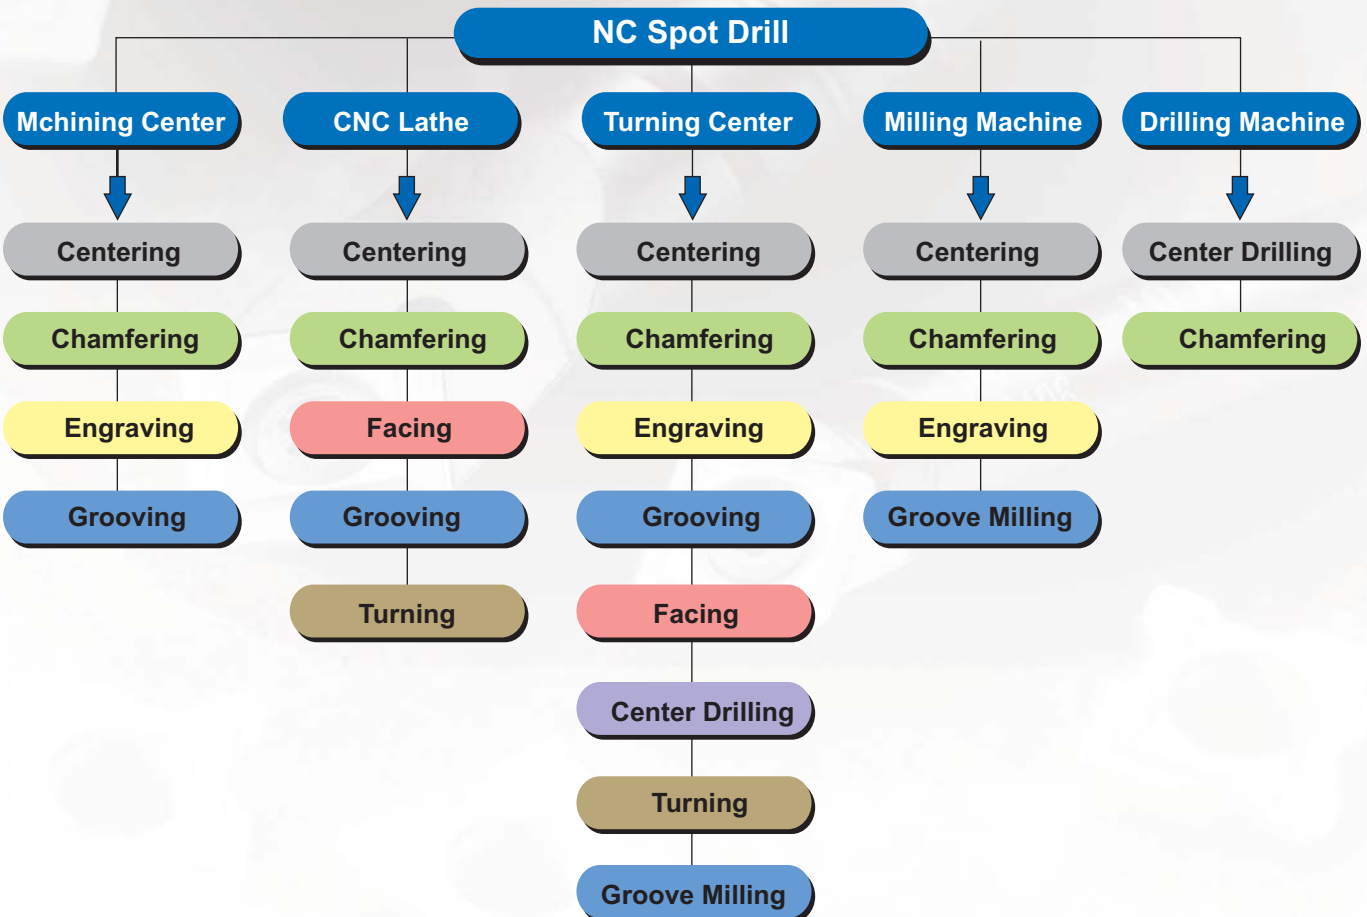 NC Spot Drill
Mchining Center
CNC Lathe
Turning Center
Milling Machine
Drilling Machine
Centering
Centering
Centering
Centering
Center Drilling
Chamfering
Chamfering
Chamfering
Chamfering
Chamfering
Engraving
Facing
Engraving
Engraving
Grooving
Grooving
Grooving
Groove Milling
Turning
Facing
Center Drilling
Turning
Groove Milling